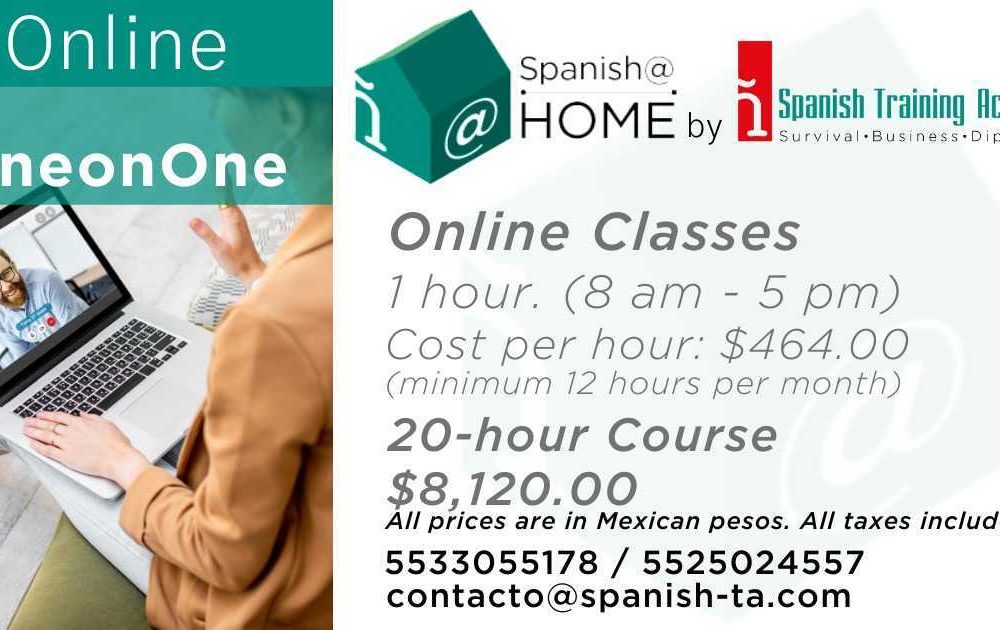 Online
neonOne
Spanish@
HOME by
Spanish Training Ac
Survival•Business•Dip
Online Classes
1 hour. (8 am - 5 pm)
Cost per hour: $464.00
(minimum 12 hours per month)
20-hour Course
$8,120.00
All prices are in Mexican pesos. All taxes includ
5533055178 / 5525024557
contacto@spanish-ta.com